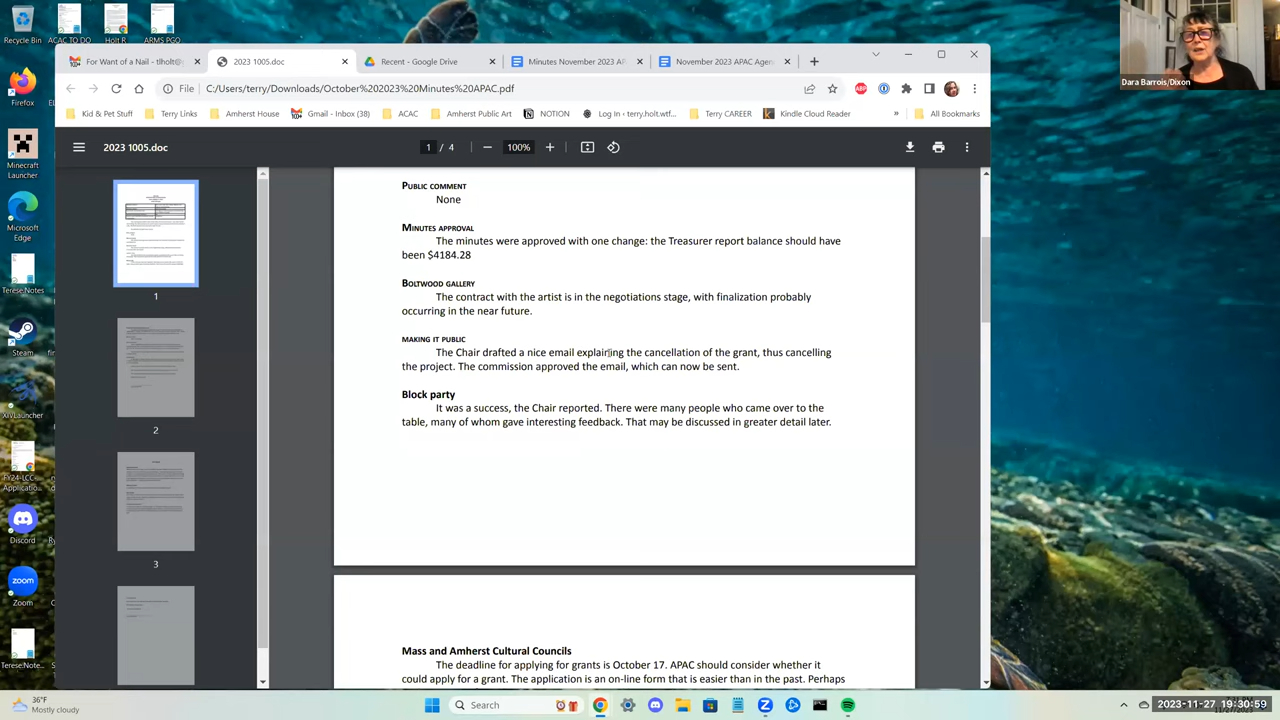 Recycle Bin
ACAC TO DO
Holt R
ARMS PGO
Firefox
Minecraft
Launcher
Microsoft
Edge
Terese.Notes
Steam
XIVLauncher
FY24-LCC-
Applicatio...
Discord
Zoom
Terese.Note...
For Want of a Nail - tlholt@g
2023 1005.doc
Recent - Google Drive
Minutes November 2023 AP
November 2023 APAC Agen
C:/Users/terry/Downloads/October%202023%20Minutes%20APAC.pdf
Kid & Pet Stuff
Terry Links
Amherst House
Gmail - Inbox (38)
ACAC
Amherst Public Art
NOTION
Log In ‹ terry.holt.wtf...
Terry CAREER
Kindle Cloud Reader
»
All Bookmarks
2023 1005.doc
1 / 4
100%
1
2
3
PUBLIC COMMENT
None
MINUTES APPROVAL
The minutes were approved with one change: the Treasurer report balance should have
been $4184.28
BOLTWOOD GALLERY
The contract with the artist is in the negotiations stage, with finalization probably
occurring in the near future.
MAKING IT PUBLIC
The Chair drafted a nice email explairing the cancellation of the grant, thus cancelling
the project. The commission approved the email, which can now be sent.
Block party
It was a success, the Chair reported. There were many people who came over to the
table, many of whom gave interesting feedback. That may be discussed in greater detail later.
Mass and Amherst Cultural Councils
The deadline for applying for grants is October 17. APAC should consider whether it
could apply for a grant. The application is an on-line form that is easier than in the past. Perhaps
Dara Barrois/Dixon
36°F
Mostly cloudy
Search
2023-11-27 19:30:59